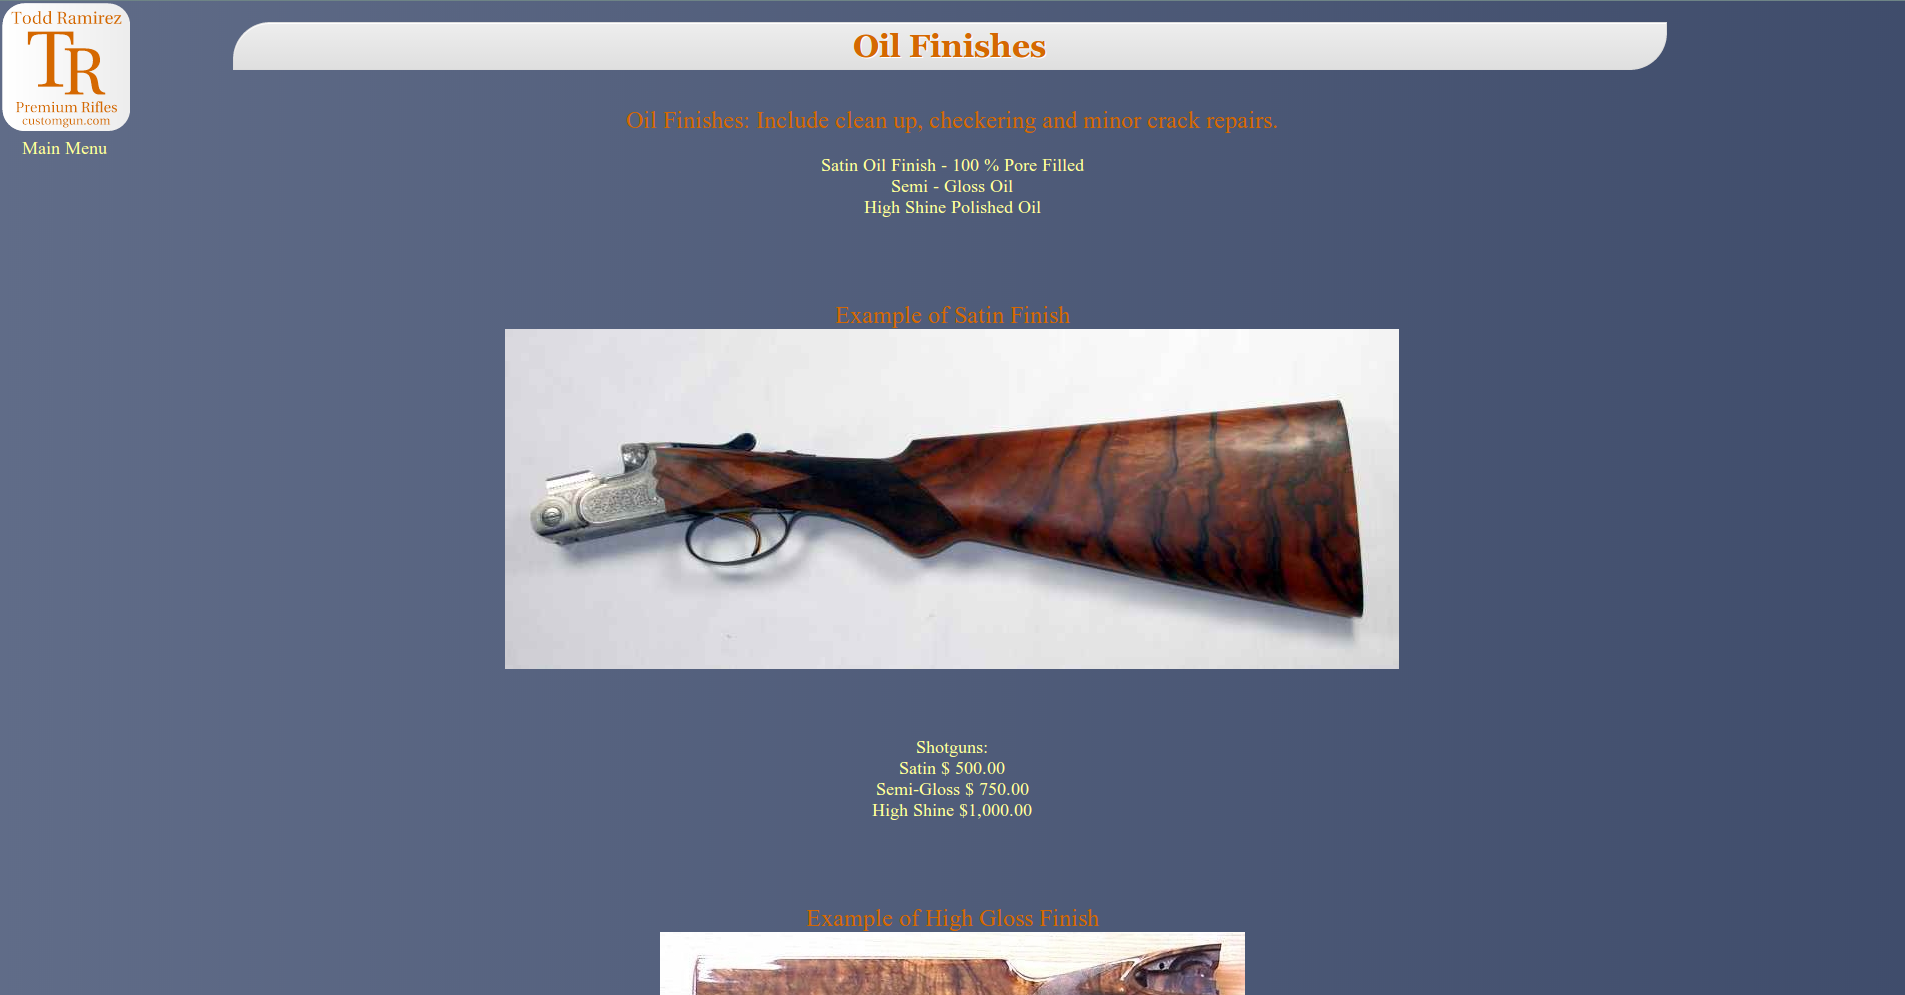 Todd Ramirez
TR
Premium Rifles
customgun.com
Main Menu
Oil Finishes
Oil Finishes: Include clean up, checkering and minor crack repairs.
Satin Oil Finish - 100 % Pore Filled
Semi - Gloss Oil
High Shine Polished Oil
Example of Satin Finish
Shotguns:
Satin $ 500.00
Semi-Gloss $ 750.00
High Shine $1,000.00
Example of High Gloss Finish